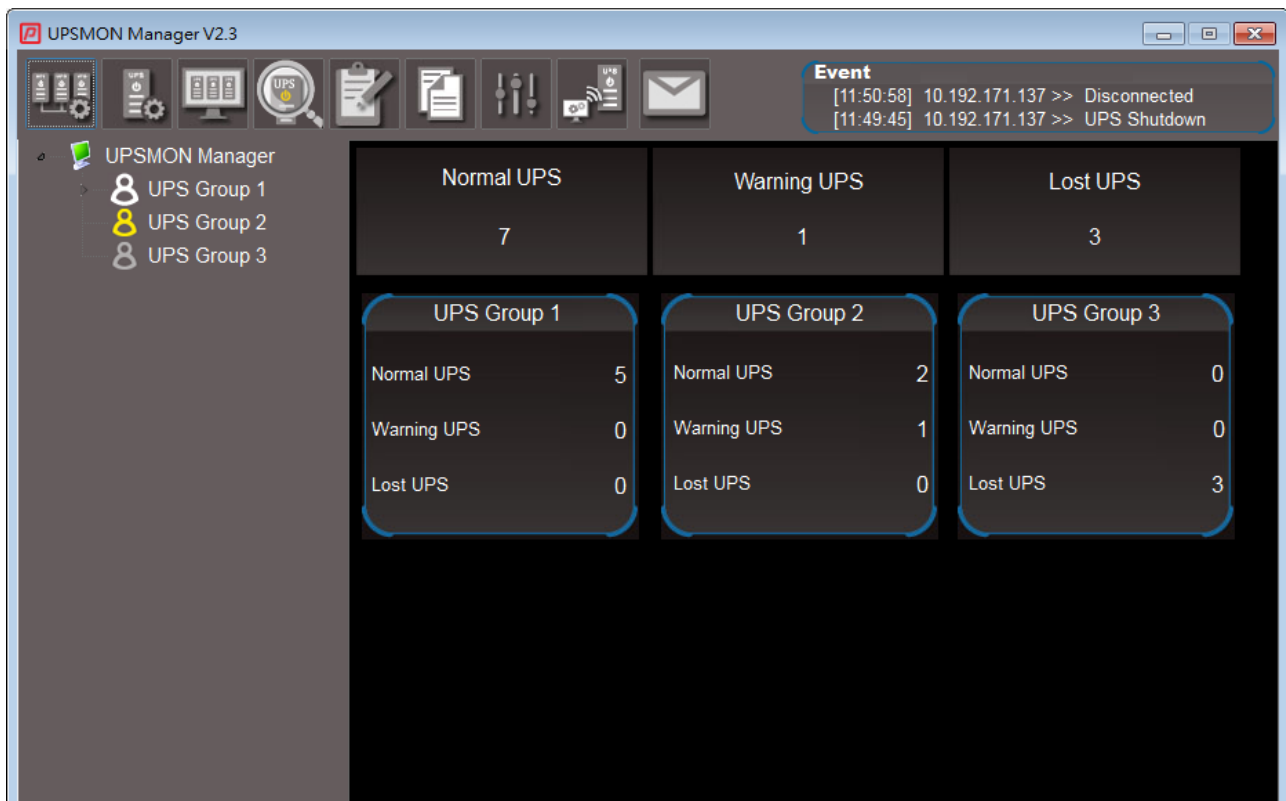 UPSMON Manager V2.3
Event
[11:50:58] 10.192.171.137 >> Disconnected
[11:49:45] 10.192.171.137 >> UPS Shutdown
UPSMON Manager
UPS Group 1
UPS Group 2
UPS Group 3
Normal UPS
7
Warning UPS
1
Lost UPS
3
UPS Group 1
Normal UPS 5
Warning UPS 0
Lost UPS 0
UPS Group 2
Normal UPS 2
Warning UPS 1
Lost UPS 0
UPS Group 3
Normal UPS 0
Warning UPS 0
Lost UPS 3